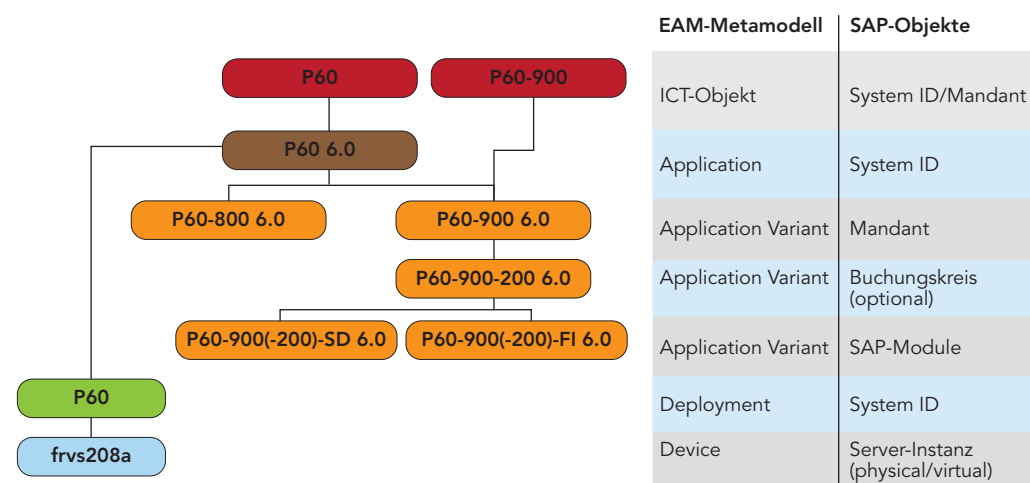 EAM-Metamodell SAP-Objekte
P60 P60-900
ICT-Objekt System ID/Mandant
P60 6.0
Application System ID
P60-800 6.0 P60-900 6.0
Application Variant Mandant
P60-900-200 6.0
Application Variant Buchungskreis
(optional)
P60-900(-200)-SD 6.0 P60-900(-200)-FI 6.0
Application Variant SAP-Module
P60
Deployment System ID
frvs208a
Device Server-Instanz
(physical/virtual)